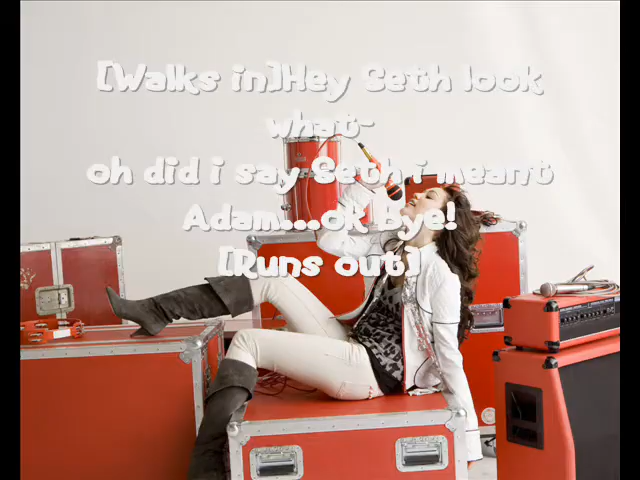 [Walks in]Hey Seth look
what-
oh did i say Seth i meant
Adam...ok Bye!
[Runs out]